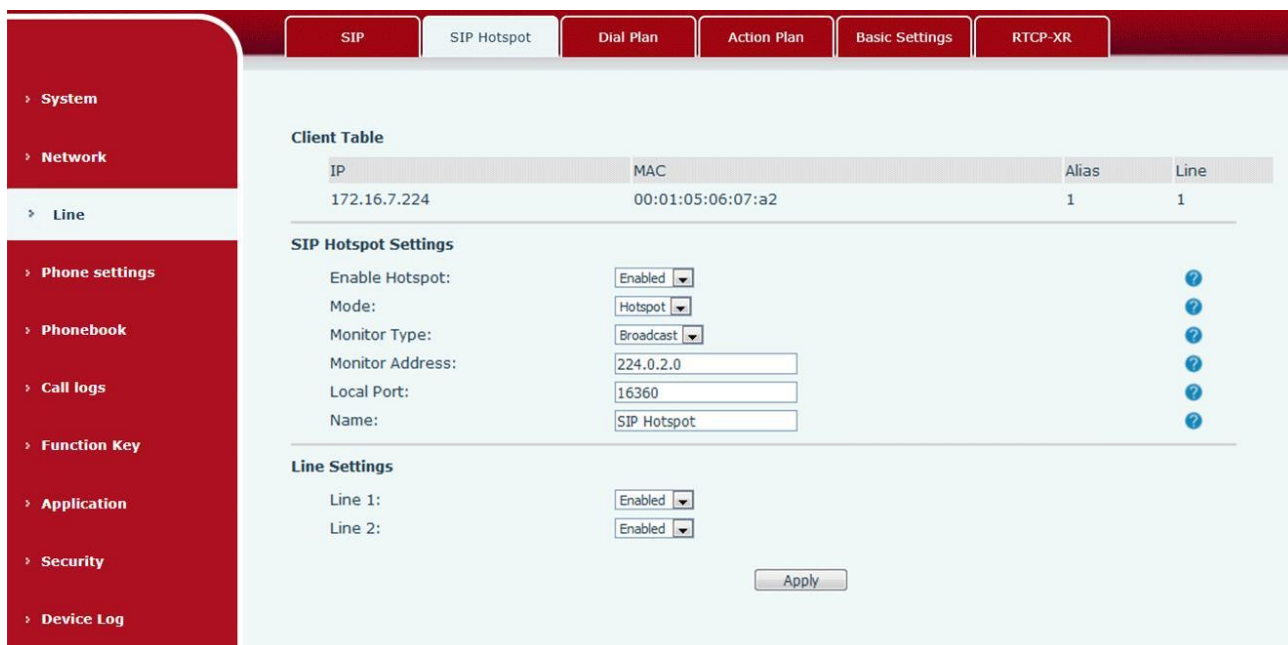 SIP SIP Hotspot Dial Plan Action Plan Basic Settings RTCP-XR
› System
› Network
› Line
› Phone settings
› Phonebook
› Call logs
› Function Key
› Application
› Security
› Device Log
Client Table
IP MAC Alias Line
172.16.7.224 00:01:05:06:07:a2 1 1
SIP Hotspot Settings
Enable Hotspot: Enabled ?
Mode: Hotspot ?
Monitor Type: Broadcast ?
Monitor Address: 224.0.2.0 ?
Local Port: 16360 ?
Name: SIP Hotspot ?
Line Settings
Line 1: Enabled
Line 2: Enabled
Apply